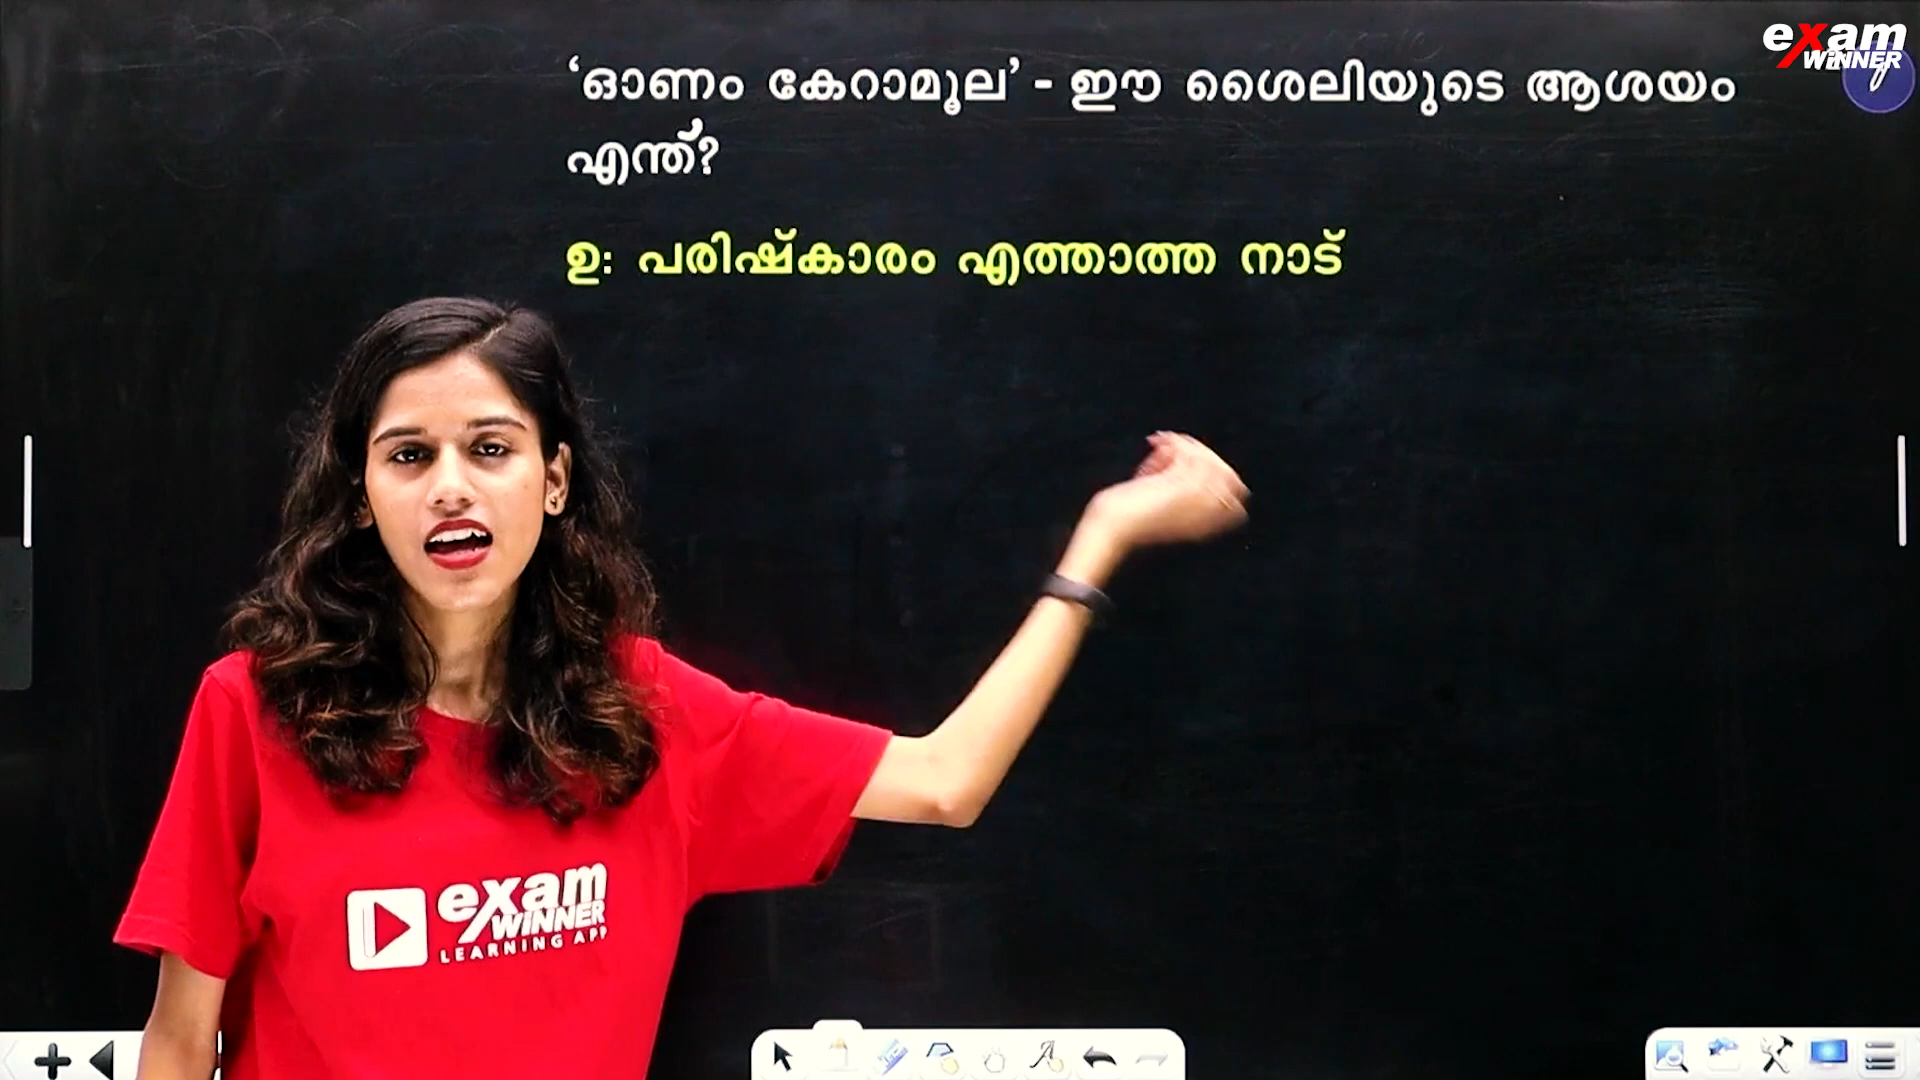 ‘ഓണം കേറാമൂല’ - ഈ ശൈലിയുടെ ആശയം
എന്ത്?
ഉ: പരിഷ്കാരം എത്താത്ത നാട്
exam
WiNNER
exam
WiNNER
LEARNING APP